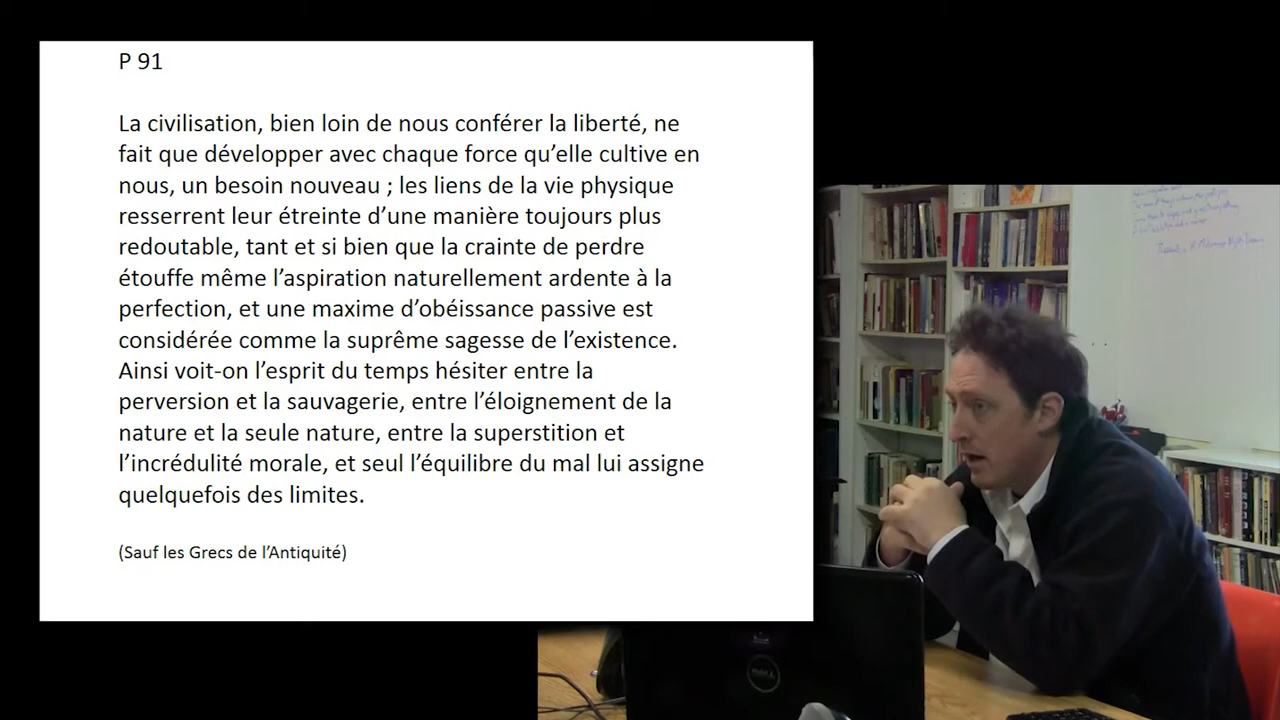 P 91
La civilisation, bien loin de nous conférer la liberté, ne
fait que développer avec chaque force qu'elle cultive en
nous, un besoin nouveau ; les liens de la vie physique
resserrent leur étreinte d'une manière toujours plus
redoutable, tant et si bien que la crainte de perdre
étouffe même l'aspiration naturellement ardente à la
perfection, et une maxime d'obéissance passive est
considérée comme la suprême sagesse de l'existence.
Ainsi voit-on l'esprit du temps hésiter entre la
perversion et la sauvagerie, entre l'éloignement de la
nature et la seule nature, entre la superstition et
l'incrédulité morale, et seul l'équilibre du mal lui assigne
quelquefois des limites.
(Sauf les Grecs de l'Antiquité)